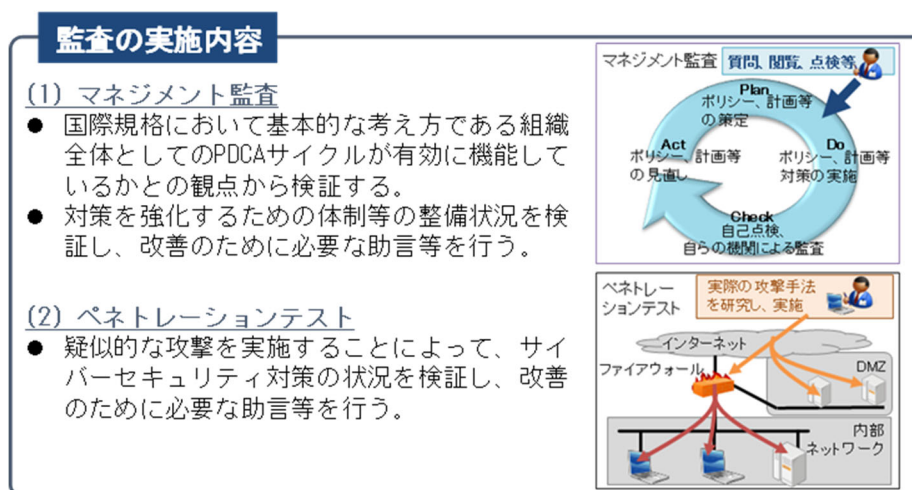 監査の実施内容
(1) マネジメント監査
● 国際規格において基本的な考え方である組織
全体としてのPDCAサイクルが有効に機能して
いるかとの観点から検証する。
● 対策を強化するための体制等の整備状況を検
証し、改善のために必要な助言等を行う。
(2) ペネトレーションテスト
● 疑似的な攻撃を実施することによって、サイ
バーセキュリティ対策の状況を検証し、改善
のために必要な助言等を行う。
マネジメント監査
質問、閲覧、点検等
Plan
ポリシー、計画等
の策定
Do
ポリシー、計画等
対策の実施
Check
自己点検、
自らの機関による監査
Act
ポリシー、計画等
の見直し
ペネトレー
ションテスト
実際の攻撃手法
を研究し、実施
インターネット
ファイアウォール
DMZ
内部
ネットワーク